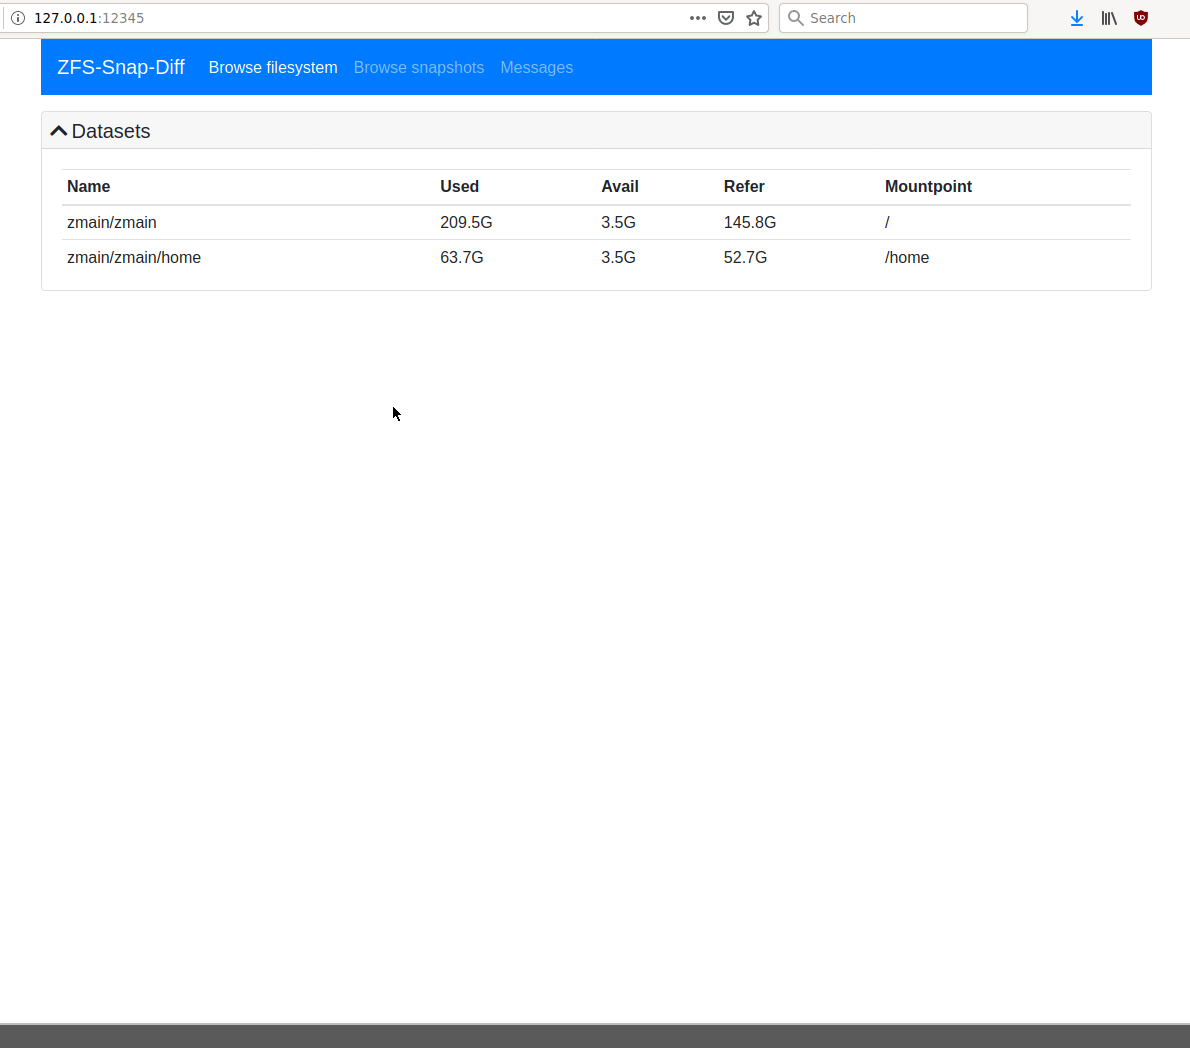 127.0.0.1:12345 Search
ZFS-Snap-Diff Browse filesystem Browse snapshots Messages
Datasets
Name Used Avail Refer Mountpoint
zmain/zmain 209.5G 3.5G 145.8G /
zmain/zmain/home 63.7G 3.5G 52.7G /home